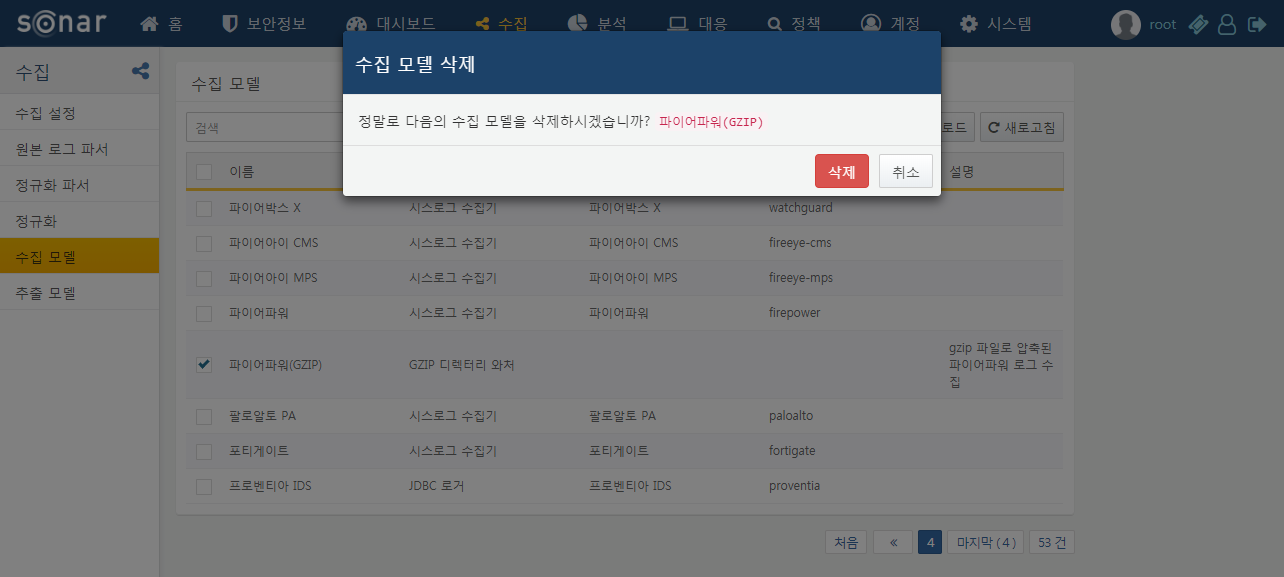 sonar 홈 보안정보 대시보드 수집 분석 대응 정책 계정 시스템 root
수집
수집 설정
원본 로그 파서
정규화 파서
정규화
수집 모델
추출 모델
수집 모델 삭제
정말로 다음의 수집 모델을 삭제하시겠습니까? 파이어파워(GZIP)
삭제 취소
수집 모델
검색 로드 새로고침
이름 설명
파이어박스 X 시스로그 수집기 파이어박스 X watchguard
파이어아이 CMS 시스로그 수집기 파이어아이 CMS fireeye-cms
파이어아이 MPS 시스로그 수집기 파이어아이 MPS fireeye-mps
파이어파워 시스로그 수집기 파이어파워 firepower
파이어파워(GZIP) GZIP 디렉터리 와처 gzip 파일로 압축된
파이어파워 로그 수
집
팔로알토 PA 시스로그 수집기 팔로알토 PA paloalto
포티게이트 시스로그 수집기 포티게이트 fortigate
프로벤티아 IDS JDBC 로거 프로벤티아 IDS proventia
처음 « 4 마지막 ( 4 ) 53 건